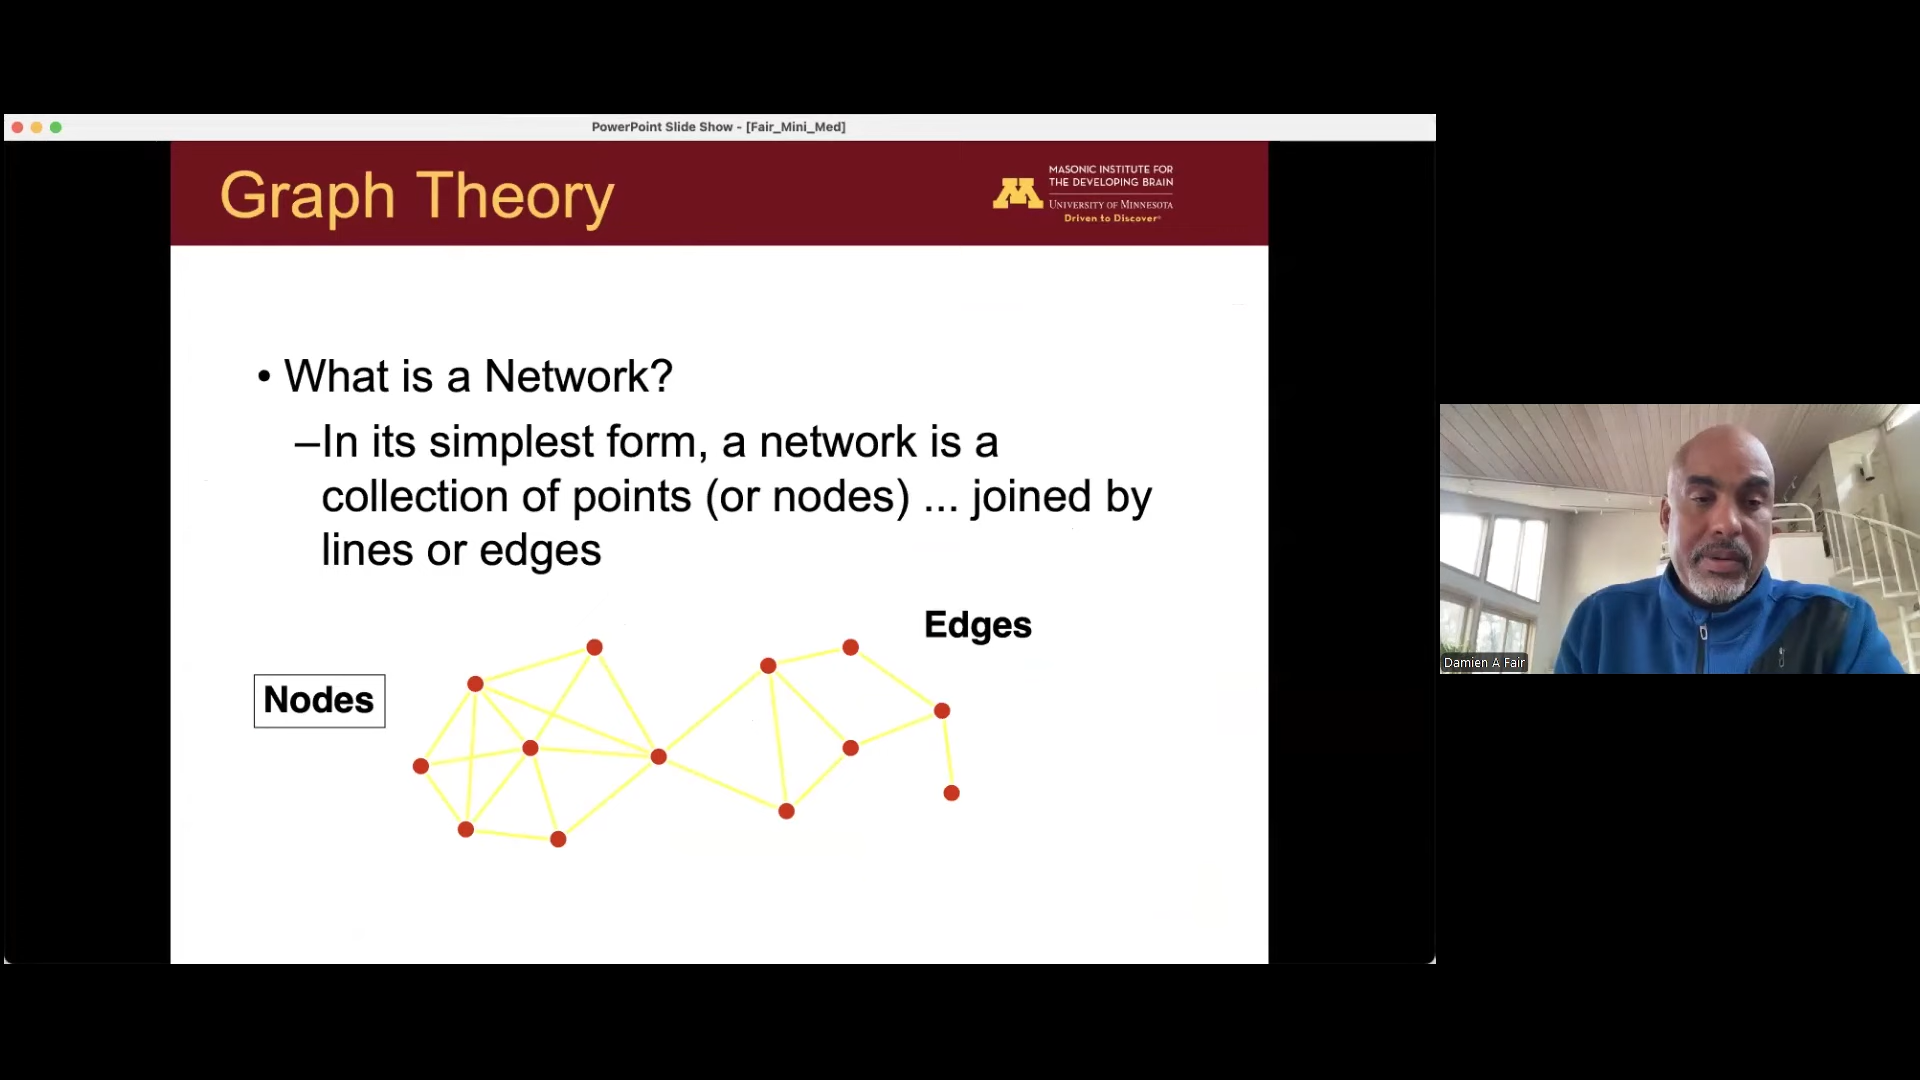 PowerPoint Slide Show - [Fair_Mini_Med]
Graph Theory
MASONIC INSTITUTE FOR
THE DEVELOPING BRAIN
UNIVERSITY OF MINNESOTA
Driven to Discover®
• What is a Network?
–In its simplest form, a network is a
collection of points (or nodes) ... joined by
lines or edges
Edges
Nodes
Damien A Fair